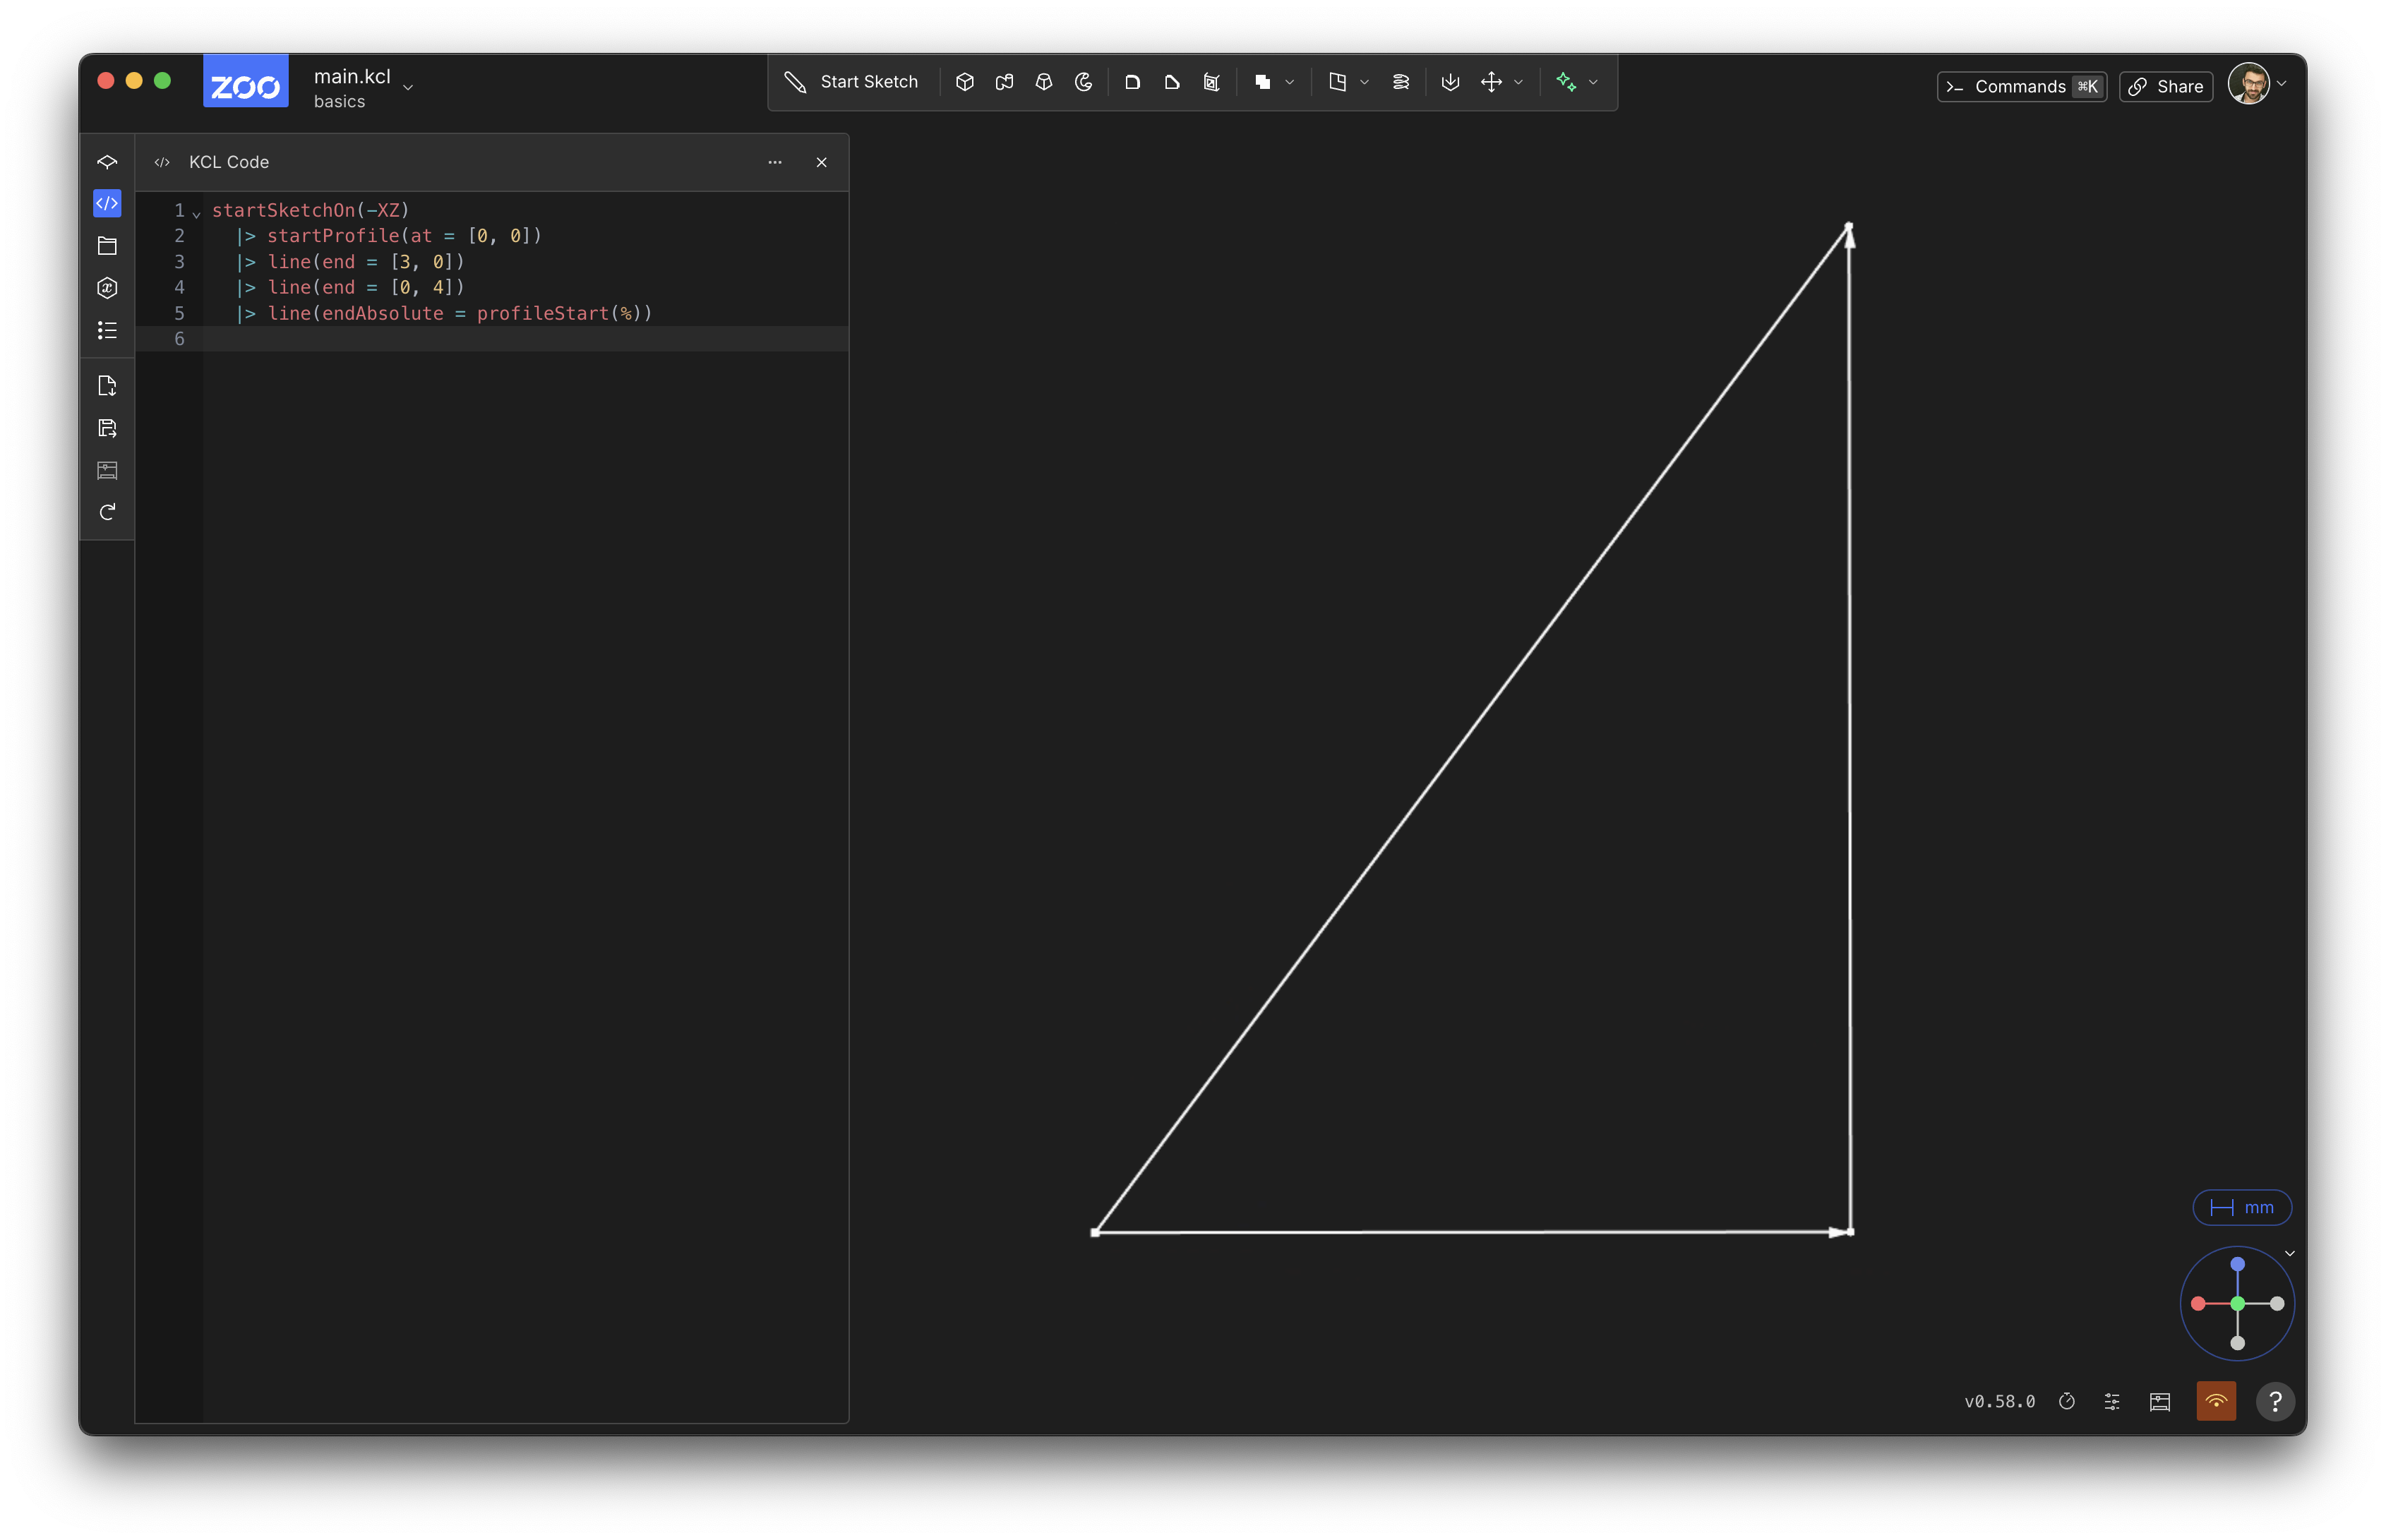 ZOO
main.kcl
basics
Start Sketch
Commands ⌘K
Share
</> KCL Code
1 startSketchOn(-XZ)
2 |> startProfile(at = [0, 0])
3 |> line(end = [3, 0])
4 |> line(end = [0, 4])
5 |> line(endAbsolute = profileStart(%))
6
mm
v0.58.0
?